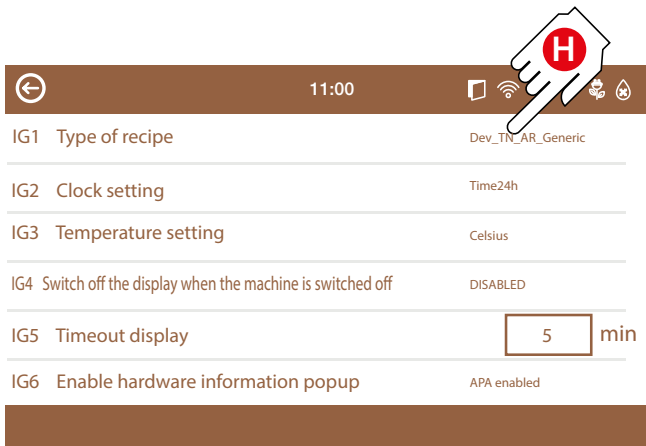 H
11:00
IG1 Type of recipe Dev_TN_AR_Generic
IG2 Clock setting Time24h
IG3 Temperature setting Celsius
IG4 Switch off the display when the machine is switched off DISABLED
IG5 Timeout display 5 min
IG6 Enable hardware information popup APA enabled